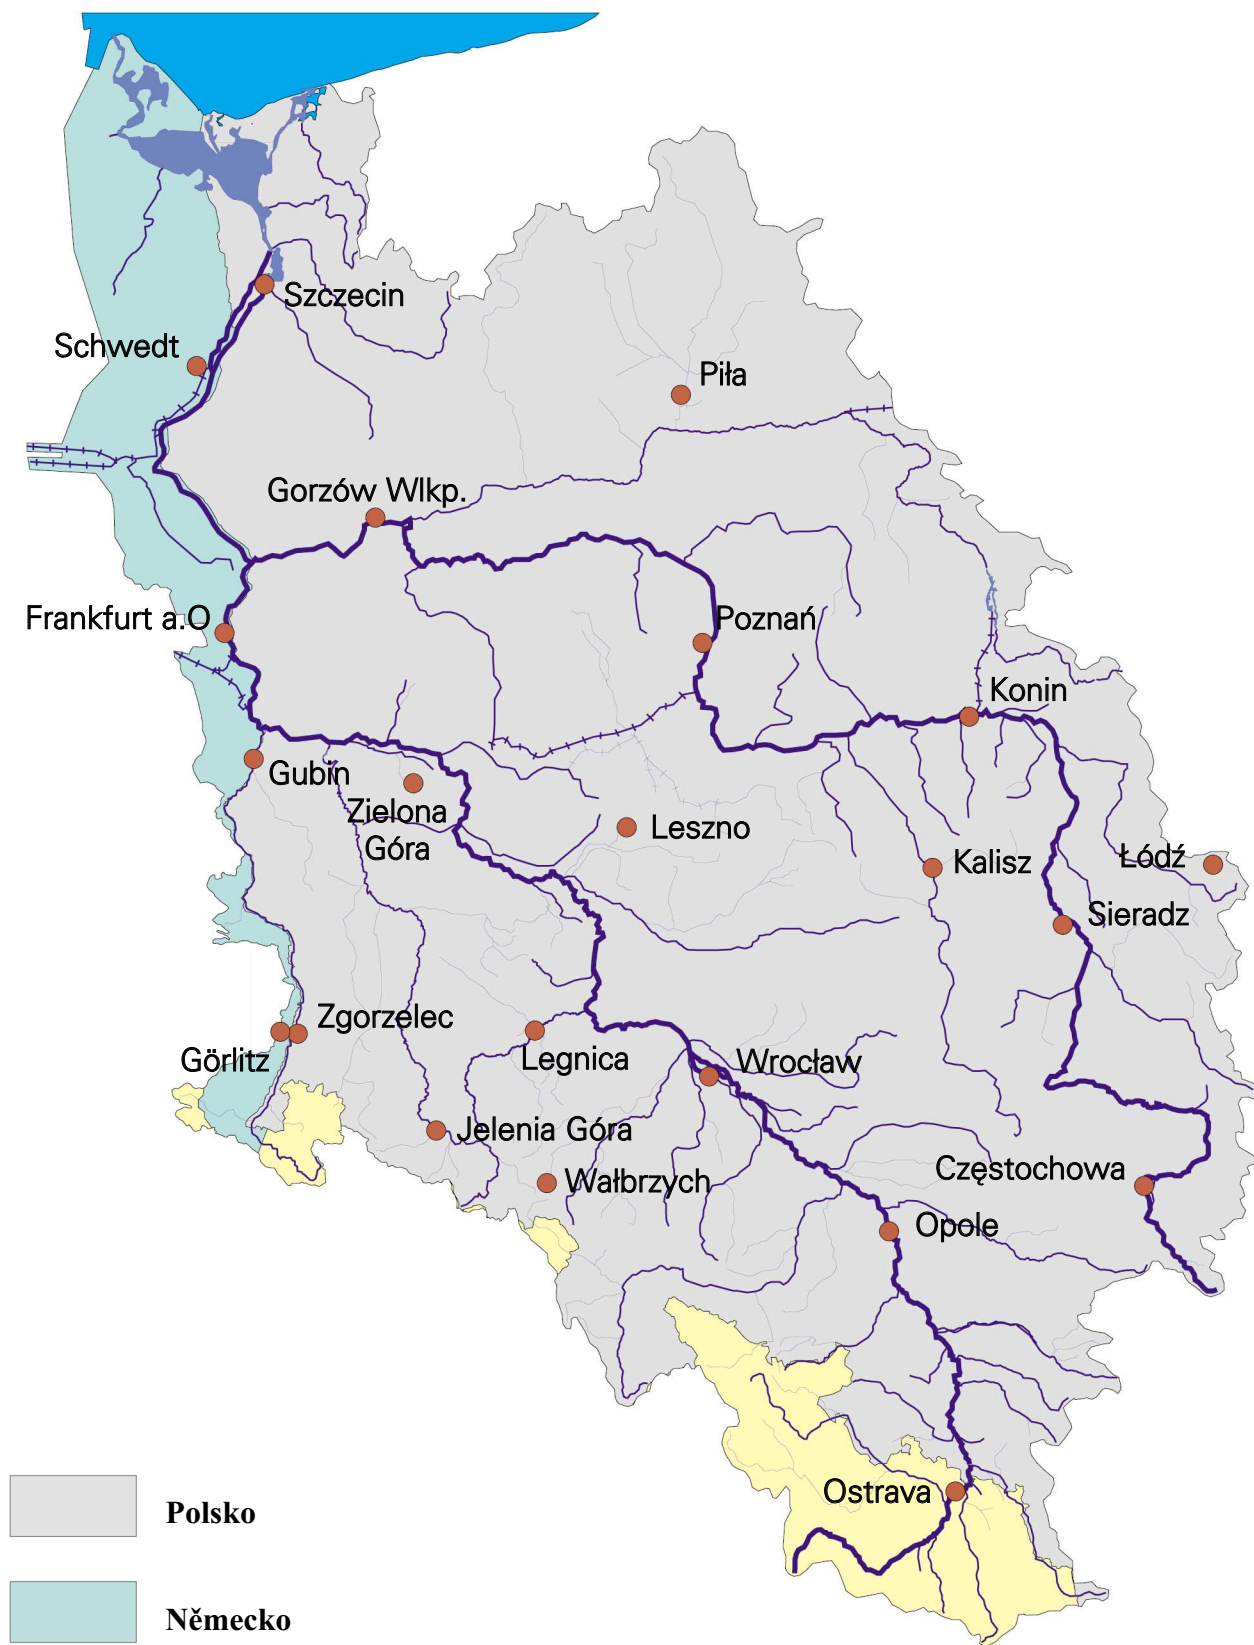 Szczecin
Schwedt
Piła
Gorzów Wlkp.
Frankfurt a.O
Poznań
Konin
Gubin
Zielona
Góra
Leszno
Kalisz
Łódź
Sieradz
Zgorzelec
Görlitz
Legnica
Wrocław
Jelenia Góra
Wałbrzych
Częstochowa
Opole
Ostrava
Polsko
Německo